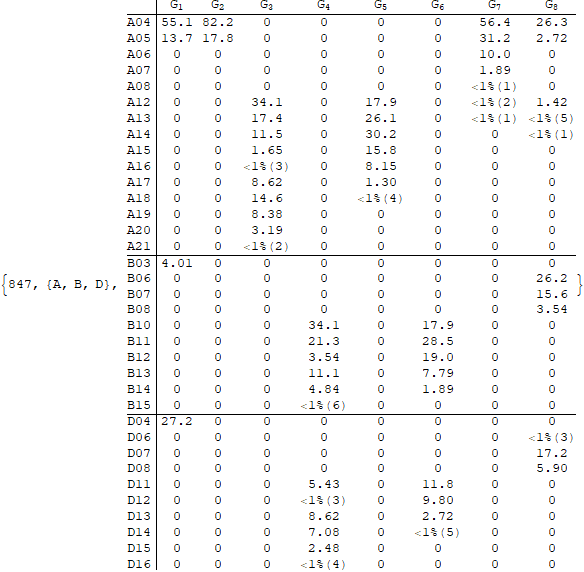 G₁ G₂ G₃ G₄ G₅ G₆ G₇ G₈
A04 55.1 82.2 0 0 0 0 56.4 26.3
A05 13.7 17.8 0 0 0 0 31.2 2.72
A06 0 0 0 0 0 0 10.0 0
A07 0 0 0 0 0 0 1.89 0
A08 0 0 0 0 0 0 <1%(1) 0
A12 0 0 34.1 0 17.9 0 <1%(2) 1.42
A13 0 0 17.4 0 26.1 0 <1%(1) <1%(5)
A14 0 0 11.5 0 30.2 0 0 <1%(1)
A15 0 0 1.65 0 15.8 0 0 0
A16 0 0 <1%(3) 0 8.15 0 0 0
A17 0 0 8.62 0 1.30 0 0 0
A18 0 0 14.6 0 <1%(4) 0 0 0
A19 0 0 8.38 0 0 0 0 0
A20 0 0 3.19 0 0 0 0 0
A21 0 0 <1%(2) 0 0 0 0 0
B03 4.01 0 0 0 0 0 0 0
{847, {A, B, D}, B06 0 0 0 0 0 0 0 26.2 }
B07 0 0 0 0 0 0 0 15.6
B08 0 0 0 0 0 0 0 3.54
B10 0 0 0 34.1 0 17.9 0 0
B11 0 0 0 21.3 0 28.5 0 0
B12 0 0 0 3.54 0 19.0 0 0
B13 0 0 0 11.1 0 7.79 0 0
B14 0 0 0 4.84 0 1.89 0 0
B15 0 0 0 <1%(6) 0 0 0 0
D04 27.2 0 0 0 0 0 0 0
D06 0 0 0 0 0 0 0 <1%(3)
D07 0 0 0 0 0 0 0 17.2
D08 0 0 0 0 0 0 0 5.90
D11 0 0 0 5.43 0 11.8 0 0
D12 0 0 0 <1%(3) 0 9.80 0 0
D13 0 0 0 8.62 0 2.72 0 0
D14 0 0 0 7.08 0 <1%(5) 0 0
D15 0 0 0 2.48 0 0 0 0
D16 0 0 0 <1%(4) 0 0 0 0